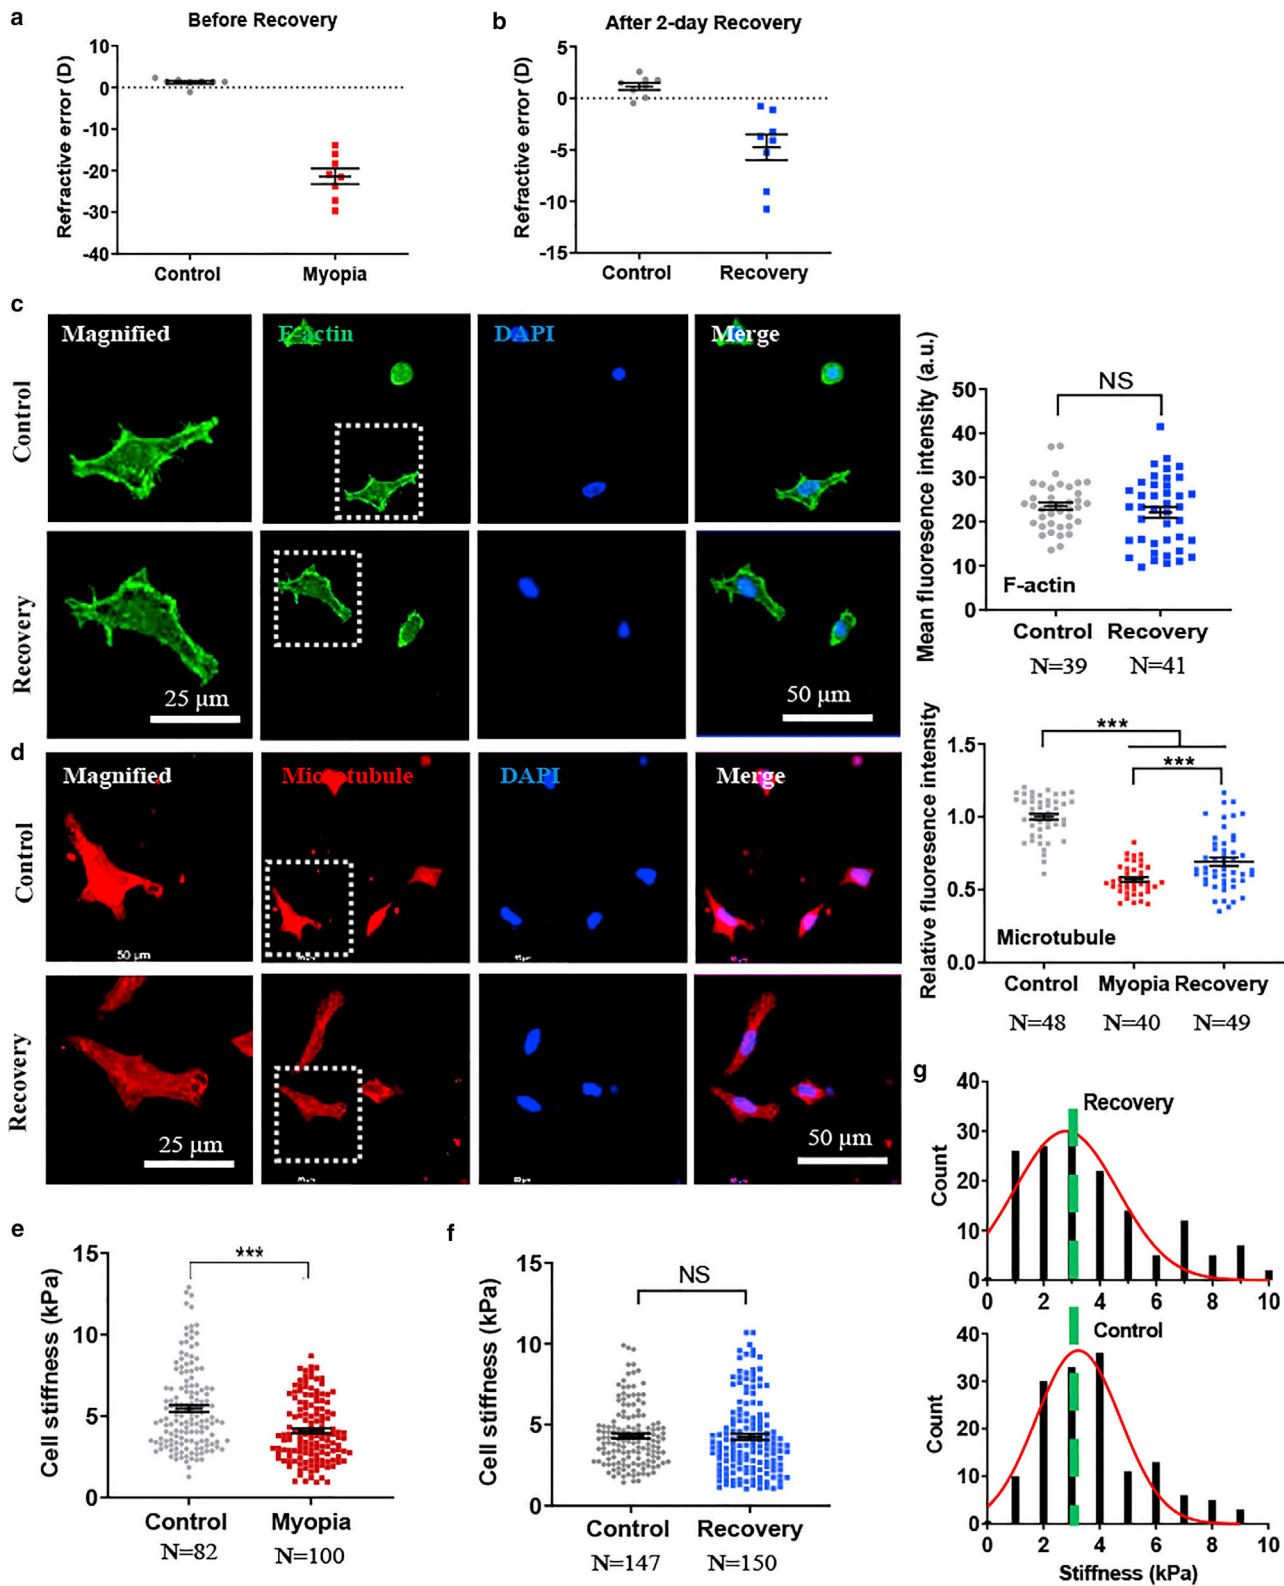 a
Before Recovery
Refractive error (D)
10
0
-10
-20
-30
-40
Control
Myopia
b
After 2-day Recovery
Refractive error (D)
5
0
-5
-10
-15
Control
Recovery
c
Control
Magnified
F-actin
DAPI
Merge
Recovery
25 μm
50 μm
Mean fluoresence intensity (a.u.)
50
40
30
20
10
0
NS
F-actin
Control Recovery
N=39 N=41
d
Control
Magnified
Microtubule
DAPI
Merge
50 μm
Recovery
25 μm
50 μm
Relative fluoresence intensity
1.5
1.0
0.5
0.0
***
***
Microtubule
Control Myopia Recovery
N=48 N=40 N=49
e
Cell stiffness (kPa)
15
10
5
0
***
Control Myopia
N=82 N=100
f
Cell stiffness (kPa)
15
10
5
0
NS
Control Recovery
N=147 N=150
g
Count
40
30
20
10
0
Recovery
0 2 4 6 8 10
Count
40
30
20
10
0
Control
0 2 4 6 8 10
Stiffness (kPa)